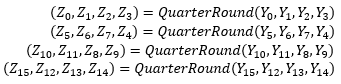 (Z₀, Z₁, Z₂, Z₃) = QuarterRound(Y₀, Y₁, Y₂, Y₃)
(Z₅, Z₆, Z₇, Z₄) = QuarterRound(Y₅, Y₆, Y₇, Y₄)
(Z₁₀, Z₁₁, Z₈, Z₉) = QuarterRound(Y₁₀, Y₁₁, Y₈, Y₉)
(Z₁₅, Z₁₂, Z₁₃, Z₁₄) = QuarterRound(Y₁₅, Y₁₂, Y₁₃, Y₁₄)